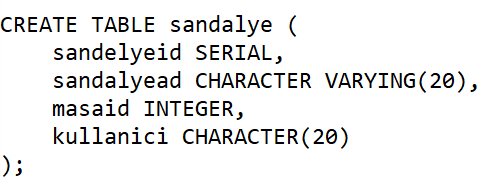 CREATE TABLE sandalye (
    sandelyeid SERIAL,
    sandalyead CHARACTER VARYING(20),
    masaid INTEGER,
    kullanici CHARACTER(20)
);